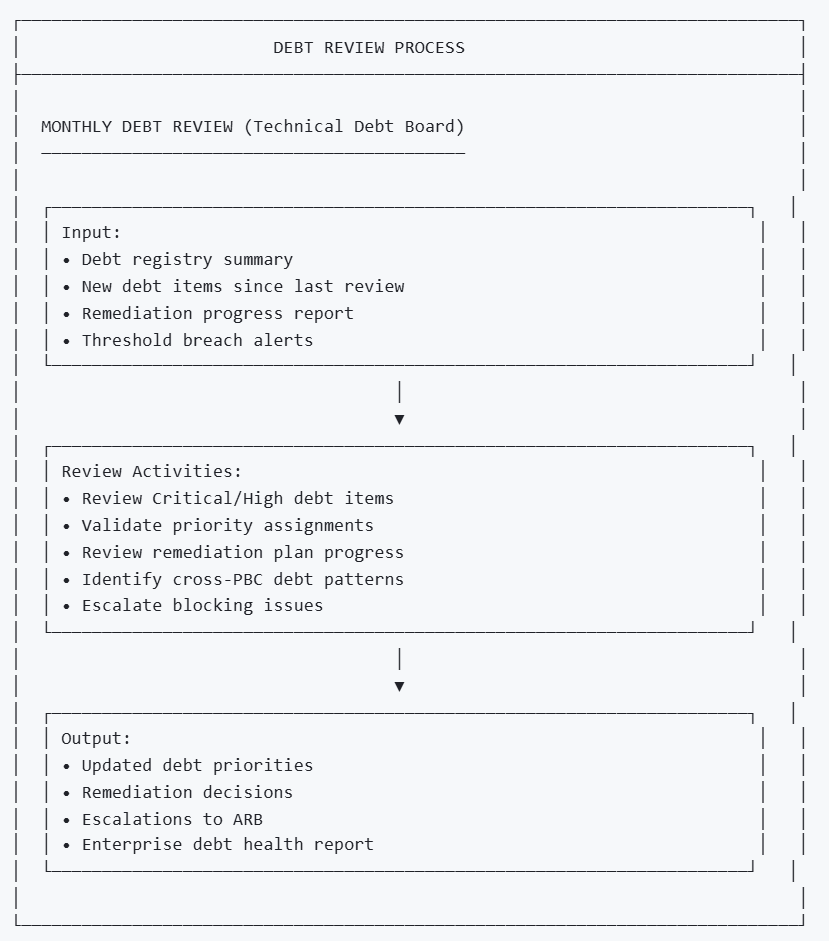 DEBT REVIEW PROCESS
MONTHLY DEBT REVIEW (Technical Debt Board)
Input:
• Debt registry summary
• New debt items since last review
• Remediation progress report
• Threshold breach alerts
▼
Review Activities:
• Review Critical/High debt items
• Validate priority assignments
• Review remediation plan progress
• Identify cross-PBC debt patterns
• Escalate blocking issues
▼
Output:
• Updated debt priorities
• Remediation decisions
• Escalations to ARB
• Enterprise debt health report